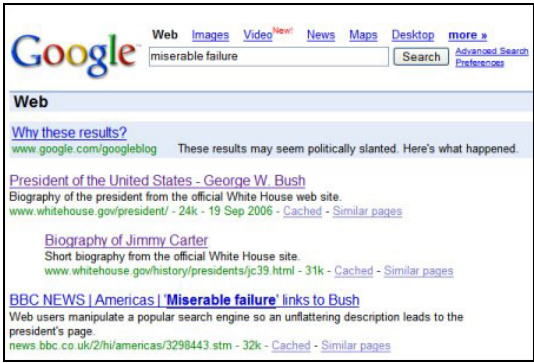 Google™
Web Images Video New! News Maps Desktop more »
miserable failure Search Advanced Search
Preferences
Web
Why these results?
www.google.com/googleblog These results may seem politically slanted. Here's what happened.
President of the United States - George W. Bush
Biography of the president from the official White House web site.
www.whitehouse.gov/president/ - 24k - 19 Sep 2006 - Cached - Similar pages
Biography of Jimmy Carter
Short biography from the official White House site.
www.whitehouse.gov/history/presidents/jc39.html - 31k - Cached - Similar pages
BBC NEWS | Americas | 'Miserable failure' links to Bush
Web users manipulate a popular search engine so an unflattering description leads to the
president's page.
news.bbc.co.uk/2/hi/americas/3298443.stm - 32k - Cached - Similar pages